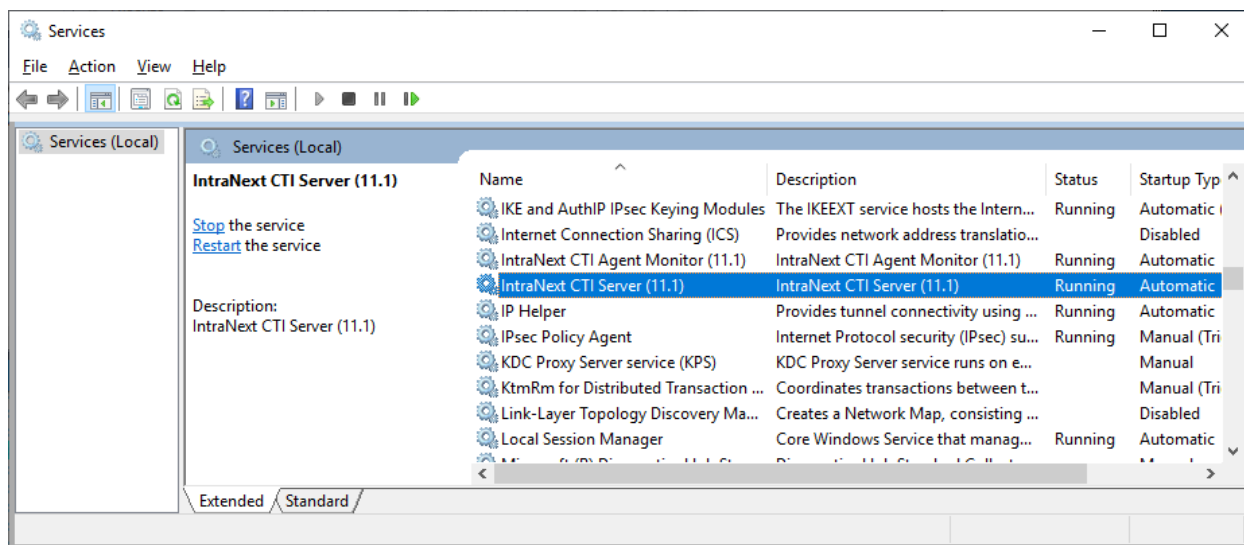 Services
File Action View Help
Services (Local)
Services (Local)
IntraNext CTI Server (11.1)
Stop the service
Restart the service
Description:
IntraNext CTI Server (11.1)
Name Description Status Startup Typ
IKE and AuthIP IPsec Keying Modules The IKEEXT service hosts the Intern... Running Automatic (
Internet Connection Sharing (ICS) Provides network address translatio... Disabled
IntraNext CTI Agent Monitor (11.1) IntraNext CTI Agent Monitor (11.1) Running Automatic
IntraNext CTI Server (11.1) IntraNext CTI Server (11.1) Running Automatic
IP Helper Provides tunnel connectivity using ... Running Automatic
IPsec Policy Agent Internet Protocol security (IPsec) su... Running Manual (Tri
KDC Proxy Server service (KPS) KDC Proxy Server service runs on e... Manual
KtmRm for Distributed Transaction ... Coordinates transactions between t... Manual (Tri
Link-Layer Topology Discovery Ma... Creates a Network Map, consisting ... Disabled
Local Session Manager Core Windows Service that manag... Running Automatic
Extended Standard